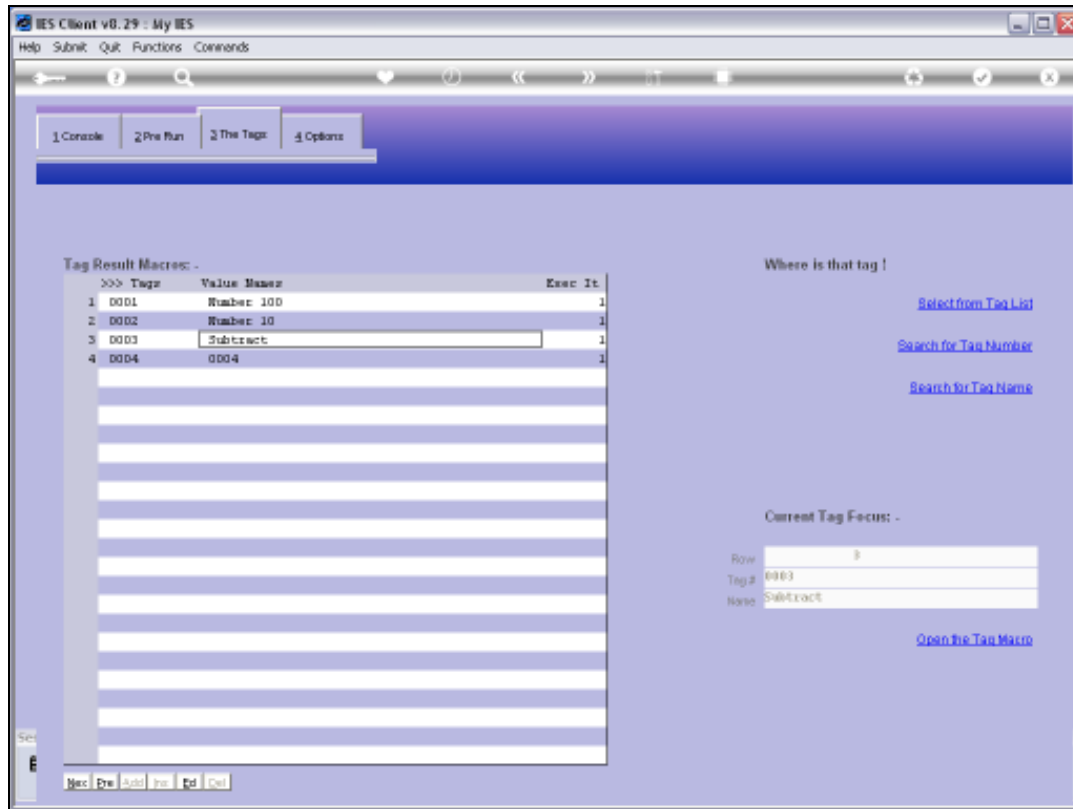 IES Client v8.29 : My IES
Help Submit Quit Functions Commands
1 Console 2 Pre Run 3 The Tags 4 Options
Tag Result Macros: -
>>> Tags Value Names Exec It
1 0001 Number 100 1
2 0002 Number 10 1
3 0003 Subtract 1
4 0004 0004 1
Where is that tag !
Select from Tag List
Search for Tag Number
Search for Tag Name
Current Tag Focus: -
Row 3
Tag # 0003
Name Subtract
Open the Tag Macro
Nex Pre Add Ins Ed Del